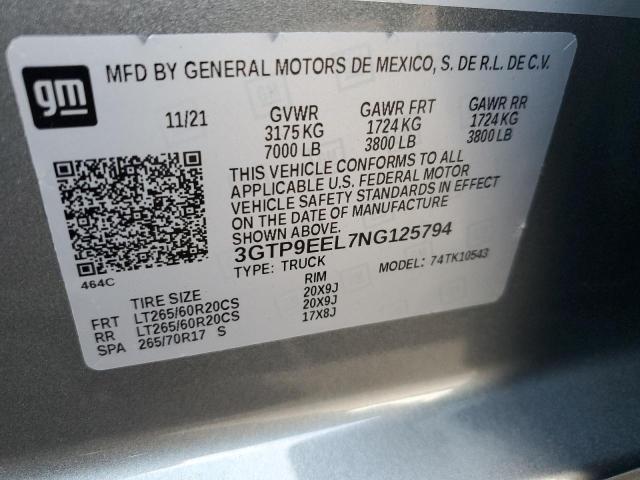 gm
MFD BY GENERAL MOTORS DE MEXICO, S. DE R.L. DE C.V.
11/21 GVWR GAWR FRT GAWR RR
3175 KG 1724 KG 1724 KG
7000 LB 3800 LB 3800 LB
THIS VEHICLE CONFORMS TO ALL
APPLICABLE U.S. FEDERAL MOTOR
VEHICLE SAFETY STANDARDS IN EFFECT
ON THE DATE OF MANUFACTURE
3GTP9EEL7NG125794
TYPE: TRUCK MODEL: 74TK10543
464C
TIRE SIZE RIM
FRT LT265/60R20CS 20X9J
RR LT265/60R20CS 20X9J
SPA 265/70R17 S 17X8J